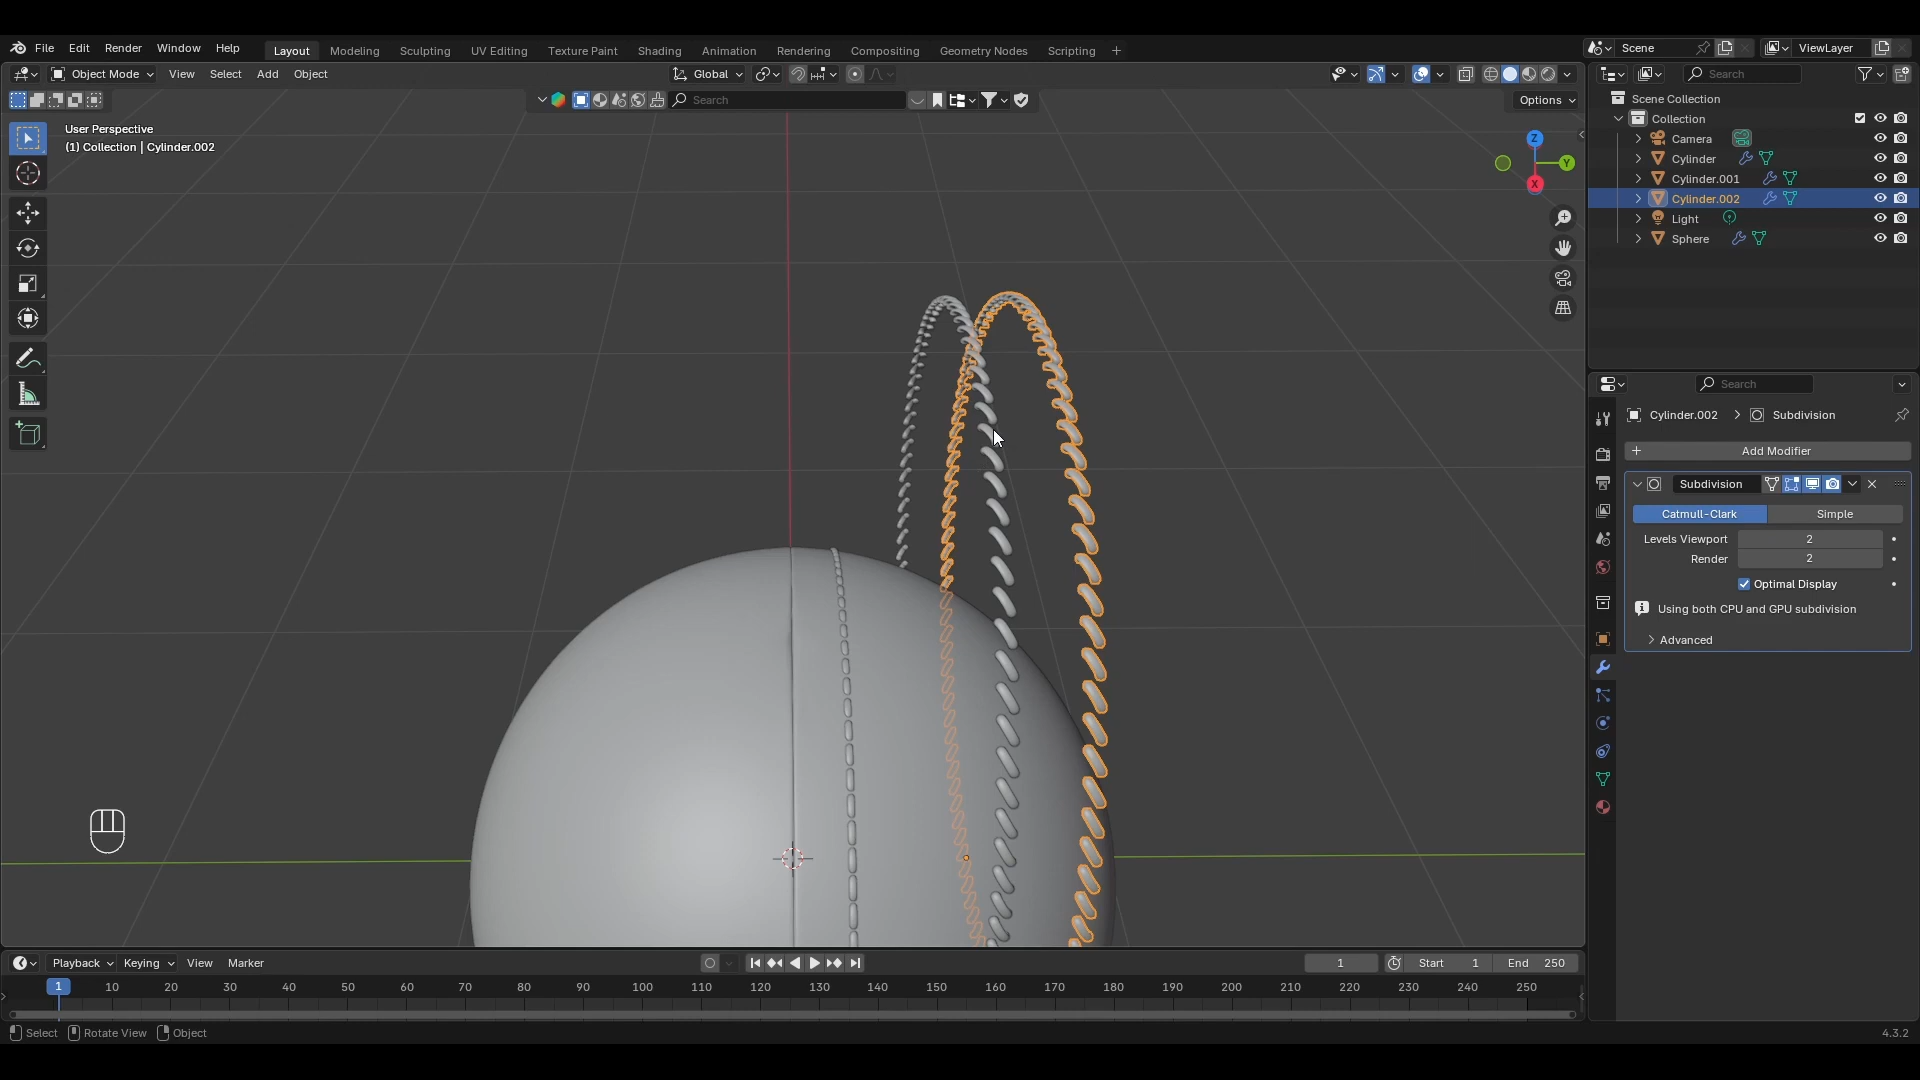 File Edit Render Window Help Layout Modeling Sculpting UV Editing Texture Paint Shading Animation Rendering Compositing Geometry Nodes Scripting + Scene ViewLayer
Object Mode View Select Add Object Global Search
Search Options
User Perspective
(1) Collection | Cylinder.002
Z
Y
X
Scene Collection
Collection
Camera
Cylinder
Cylinder.001
Cylinder.002
Light
Sphere
Search
Cylinder.002 > Subdivision
+ Add Modifier
Subdivision
Catmull-Clark Simple
Levels Viewport 2
Render 2
Optimal Display
Using both CPU and GPU subdivision
Advanced
Playback Keying View Marker 1 Start 1 End 250
1 10 20 30 40 50 60 70 80 90 100 110 120 130 140 150 160 170 180 190 200 210 220 230 240 250
Select Rotate View Object 4.3.2